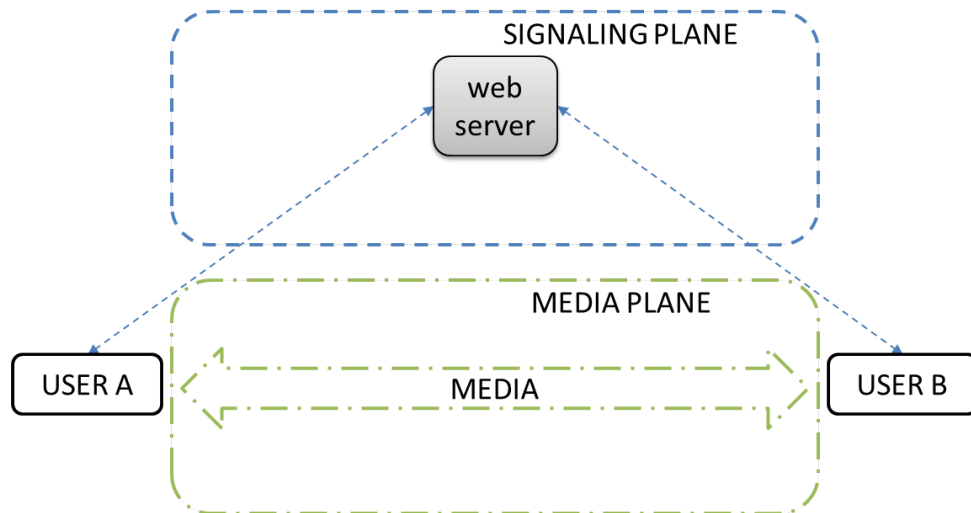 SIGNALING PLANE
web
server
MEDIA PLANE
USER A
MEDIA
USER B